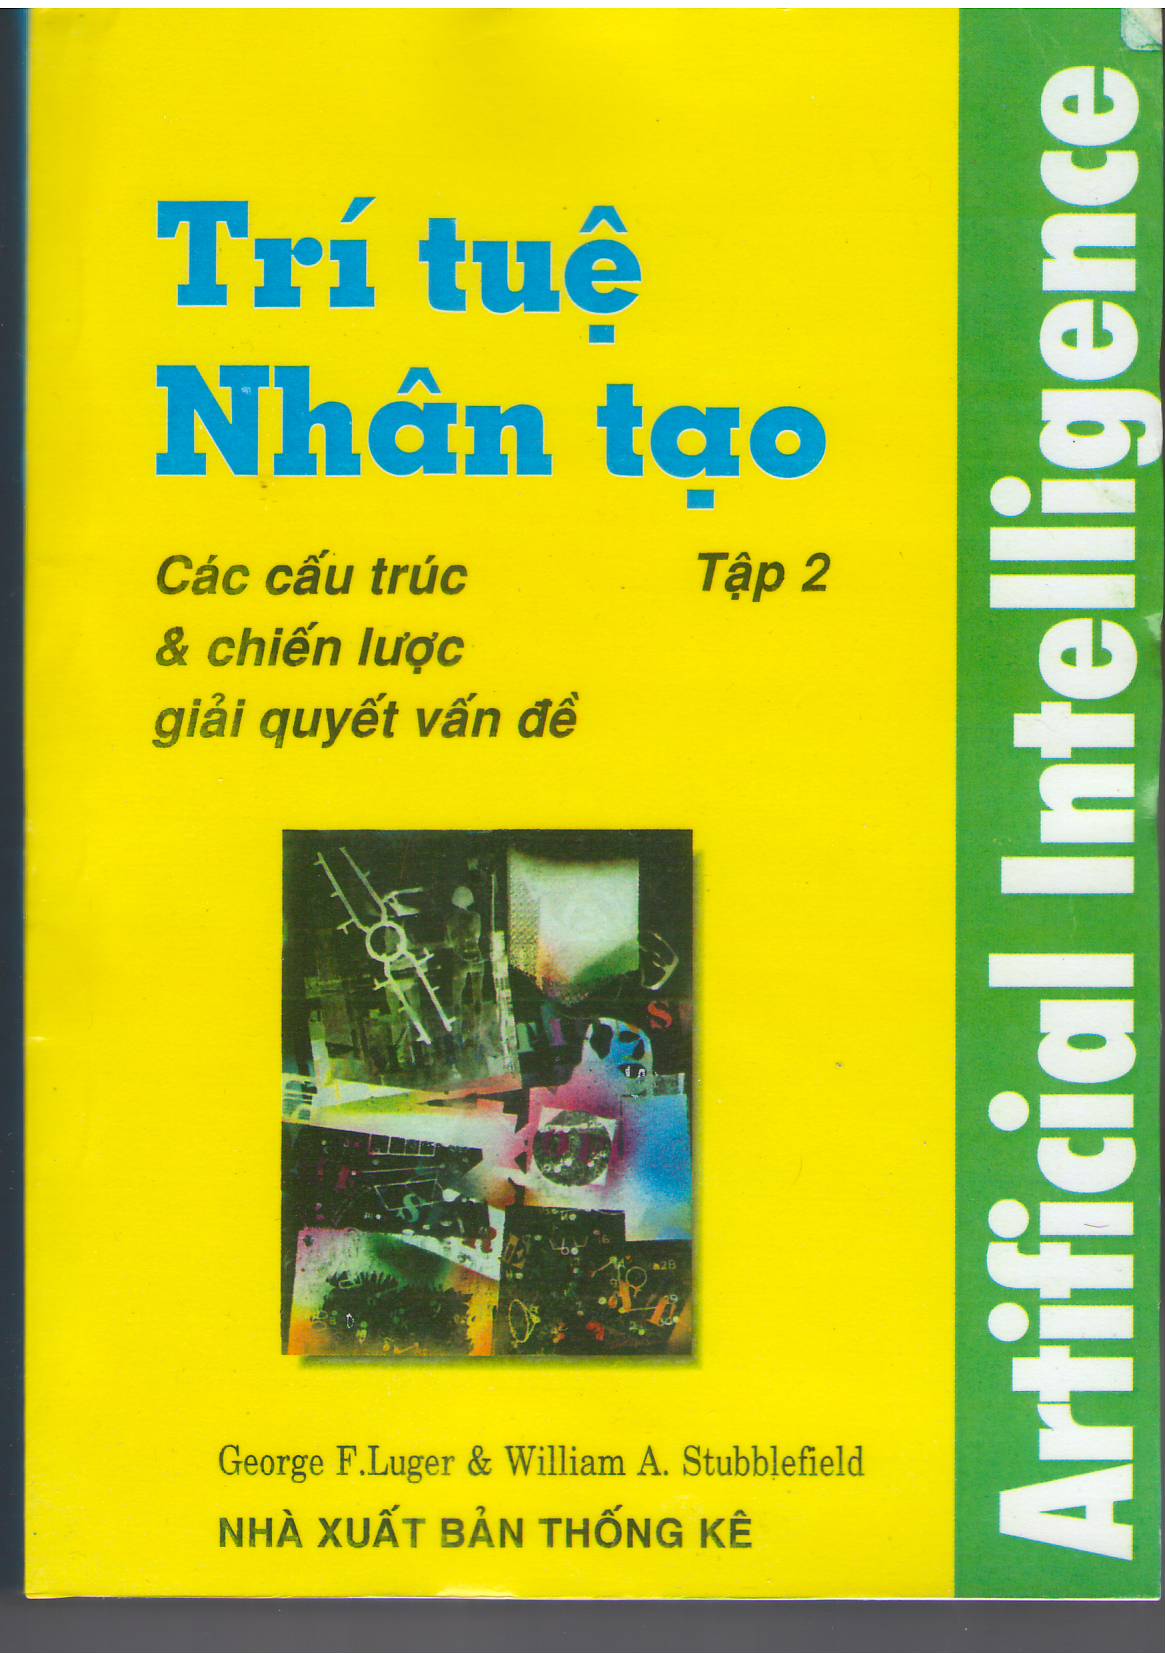 Trí tuệ
Nhân tạo
Các cấu trúc
& chiến lược
giải quyết vấn đề
Tập 2
George F.Luger & William A. Stubblefield
NHÀ XUẤT BẢN THỐNG KÊ
Artificial Intelligence